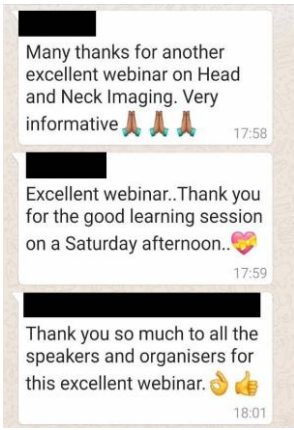 Many thanks for another
excellent webinar on Head
and Neck Imaging. Very
informative🙏🏽🙏🏽🙏🏽
17:58
Excellent webinar..Thank you
for the good learning session
on a Saturday afternoon..💝
17:59
Thank you so much to all the
speakers and organisers for
this excellent webinar.👌👍
18:01